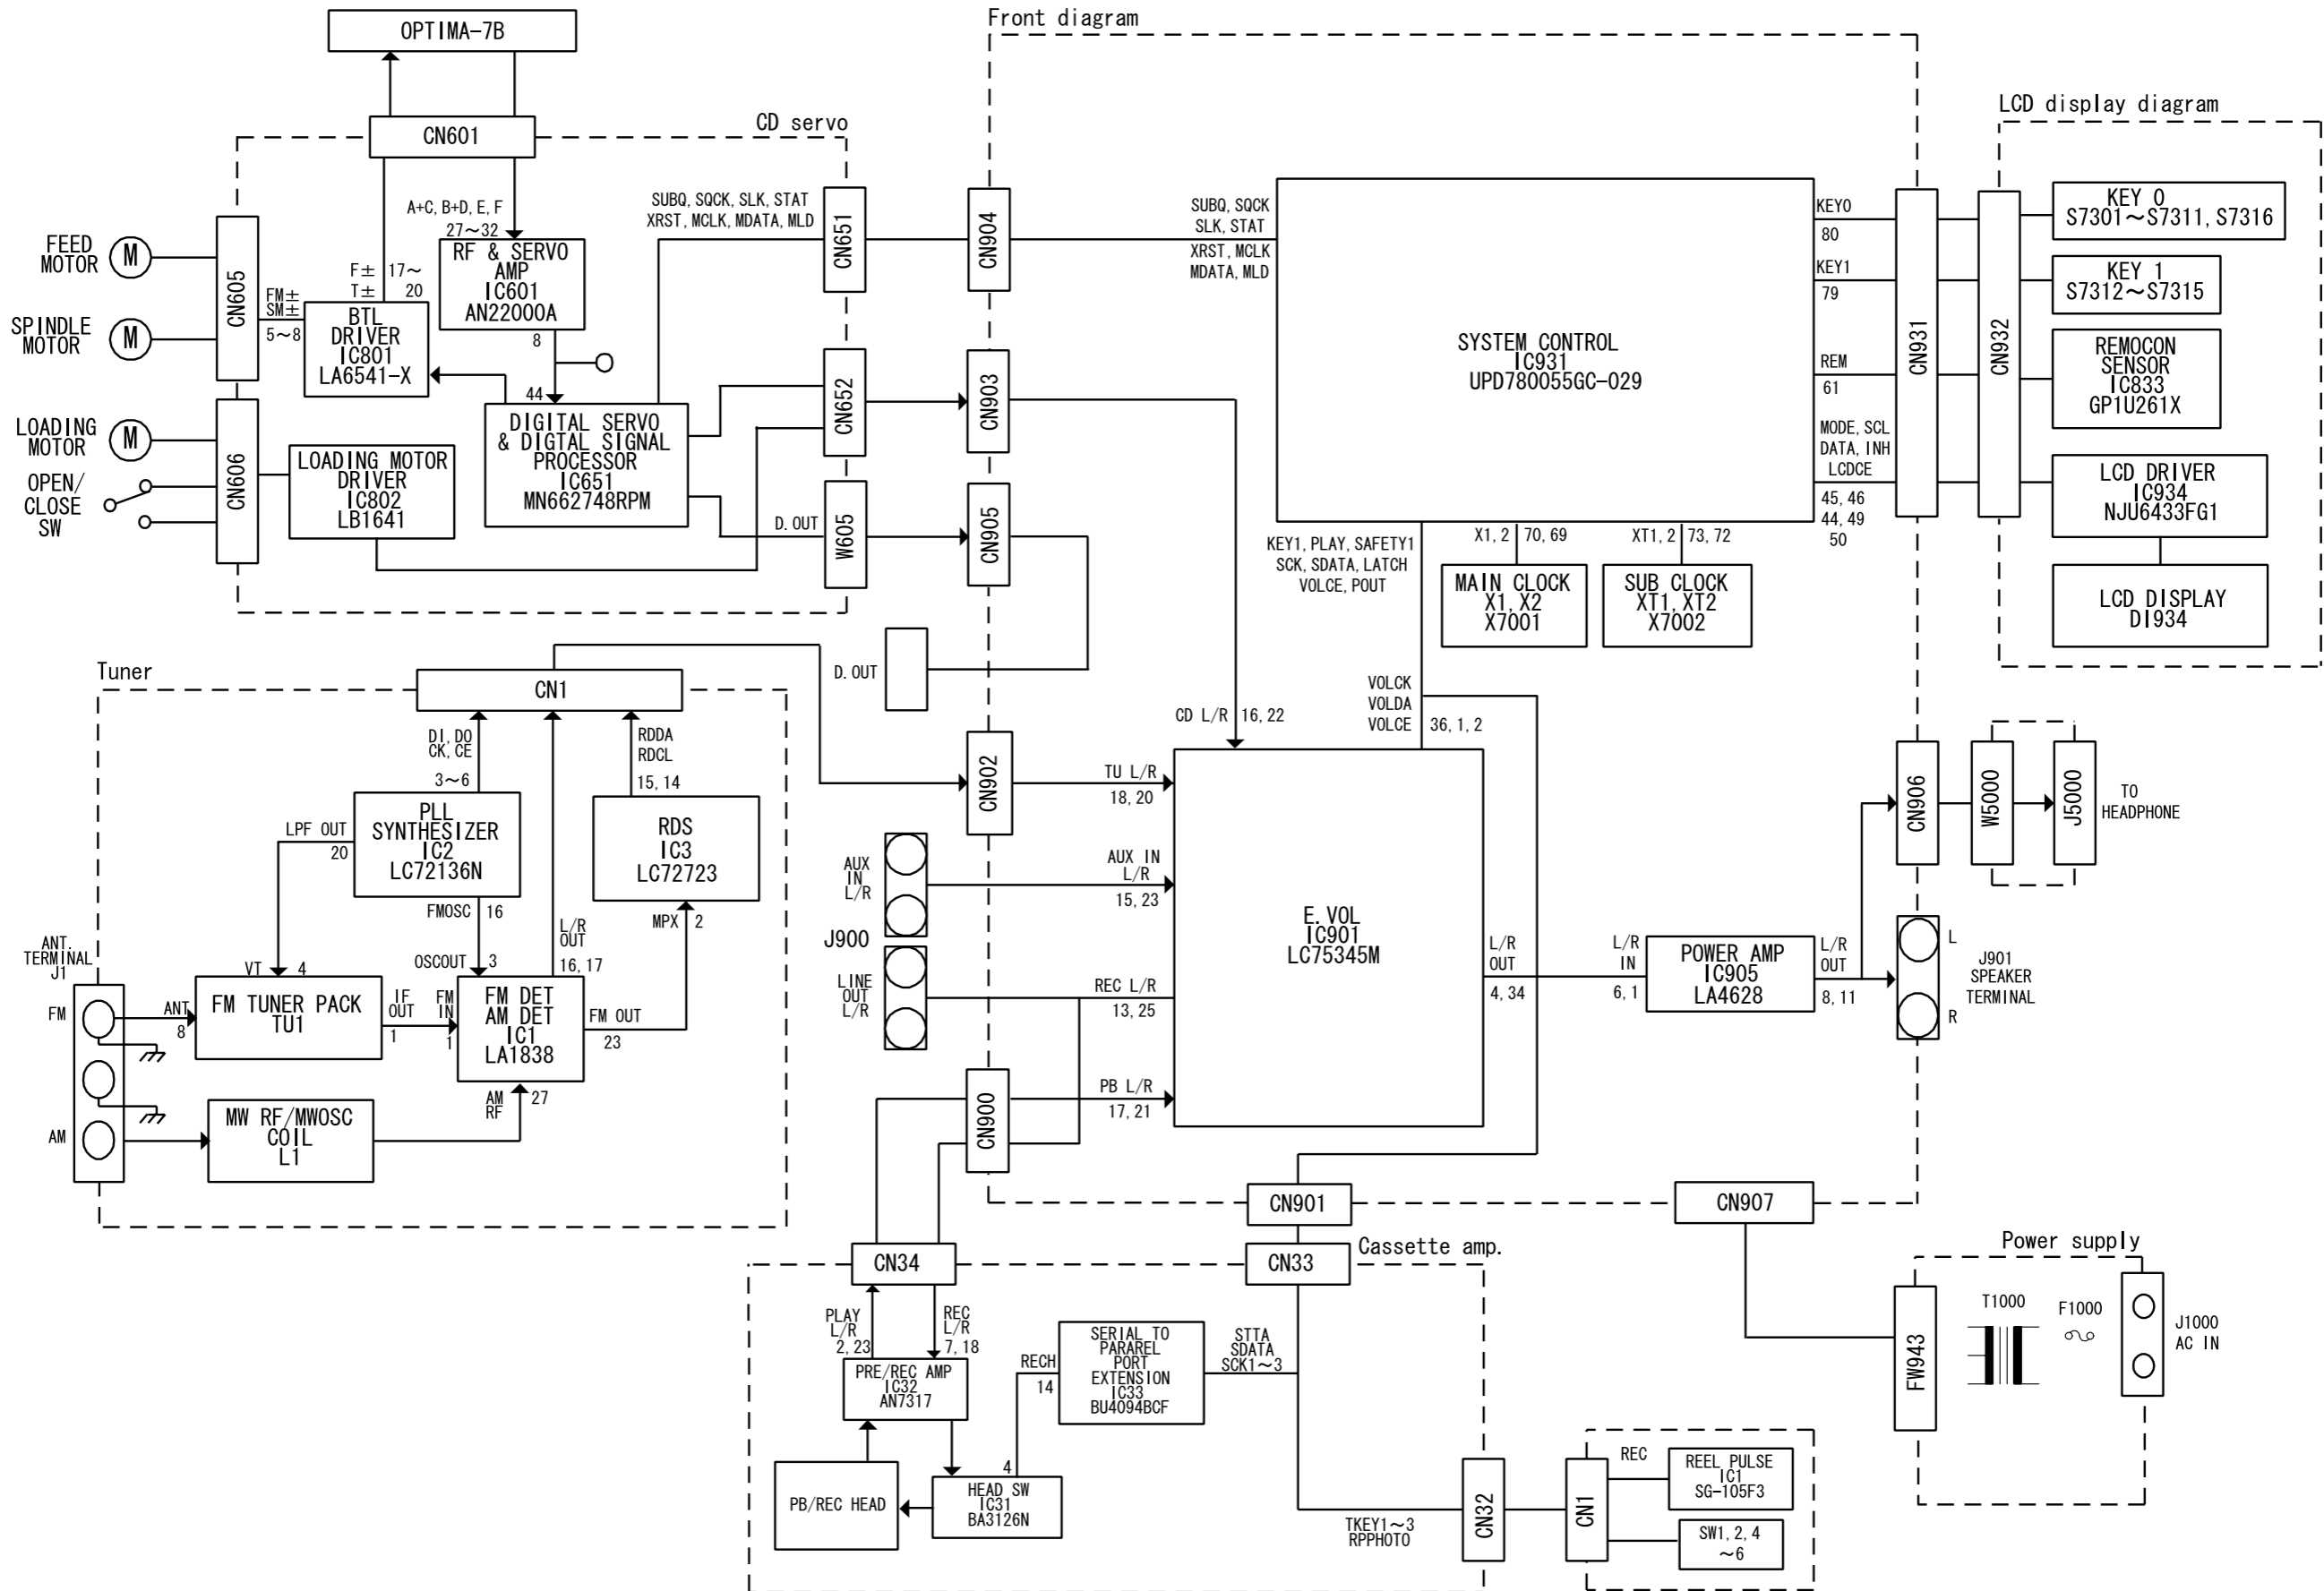 OPTIMA-7B
Front diagram
CN601
CD servo
LCD display diagram
A+C, B+D, E, F
27~32
SUBQ, SQCK, SLK, STAT
XRST, MCLK, MDATA, MLD
CN651
CN904
SUBQ, SQCK
SLK, STAT
XRST, MCLK
MDATA, MLD
KEY0
80
KEY1
79
REM
61
MODE, SCL
DATA, INH
LCDCE
45, 46
44, 49
50
CN931
CN932
KEY 0
S7301~S7311, S7316
KEY 1
S7312~S7315
REMOCON
SENSOR
IC833
GP1U261X
LCD DRIVER
IC934
NJU6433FG1
LCD DISPLAY
DI934
FEED
MOTOR
M
SPINDLE
MOTOR
M
LOADING
MOTOR
M
OPEN/
CLOSE
SW
CN605
CN606
FM±
SM±
5~8
F±
T±
17~
20
BTL
DRIVER
IC801
LA6541-X
RF & SERVO
AMP
IC601
AN22000A
8
44
DIGITAL SERVO
& DIGTAL SIGNAL
PROCESSOR
IC651
MN662748RPM
LOADING MOTOR
DRIVER
IC802
LB1641
CN652
CN903
D.OUT
W605
CN905
D.OUT
SYSTEM CONTROL
IC931
UPD780055GC-029
KEY1, PLAY, SAFETY1
SCK, SDATA, LATCH
VOLCE, POUT
X1, 2
70, 69
XT1, 2
73, 72
MAIN CLOCK
X1, X2
X7001
SUB CLOCK
XT1, XT2
X7002
Tuner
CN1
DI, DO
CK, CE
3~6
RDDA
RDCL
15, 14
PLL
SYNTHESIZER
IC2
LC72136N
LPF OUT
20
FMOSC
16
RDS
IC3
LC72723
MPX
2
L/R
OUT
16, 17
OSCOUT
3
ANT.
TERMINAL
J1
FM
AM
ANT
8
VT
4
FM TUNER PACK
TU1
IF
OUT
1
FM
IN
1
FM DET
AM DET
IC1
LA1838
FM OUT
23
AM
RF
27
MW RF/MWOSC
COIL
L1
CD L/R
16, 22
VOLCK
VOLDA
VOLCE
36, 1, 2
CN902
TU L/R
18, 20
AUX
IN
L/R
AUX IN
L/R
15, 23
J900
LINE
OUT
L/R
REC L/R
13, 25
CN900
PB L/R
17, 21
E.VOL
IC901
LC75345M
L/R
OUT
4, 34
L/R
IN
6, 1
POWER AMP
IC905
LA4628
L/R
OUT
8, 11
CN906
W5000
J5000
TO
HEADPHONE
L
R
J901
SPEAKER
TERMINAL
CN901
CN907
CN34
CN33
Cassette amp.
Power supply
PLAY
L/R
2, 23
REC
L/R
7, 18
PRE/REC AMP
IC32
AN7317
PB/REC HEAD
HEAD SW
IC31
BA3126N
4
RECH
14
SERIAL TO
PARAREL
PORT
EXTENSION
IC33
BU4094BCF
STTA
SDATA
SCK1~3
TKEY1~3
RPPHOTO
CN32
CN1
REC
REEL PULSE
IC1
SG-105F3
SW1, 2, 4
~6
FW943
T1000
F1000
J1000
AC IN